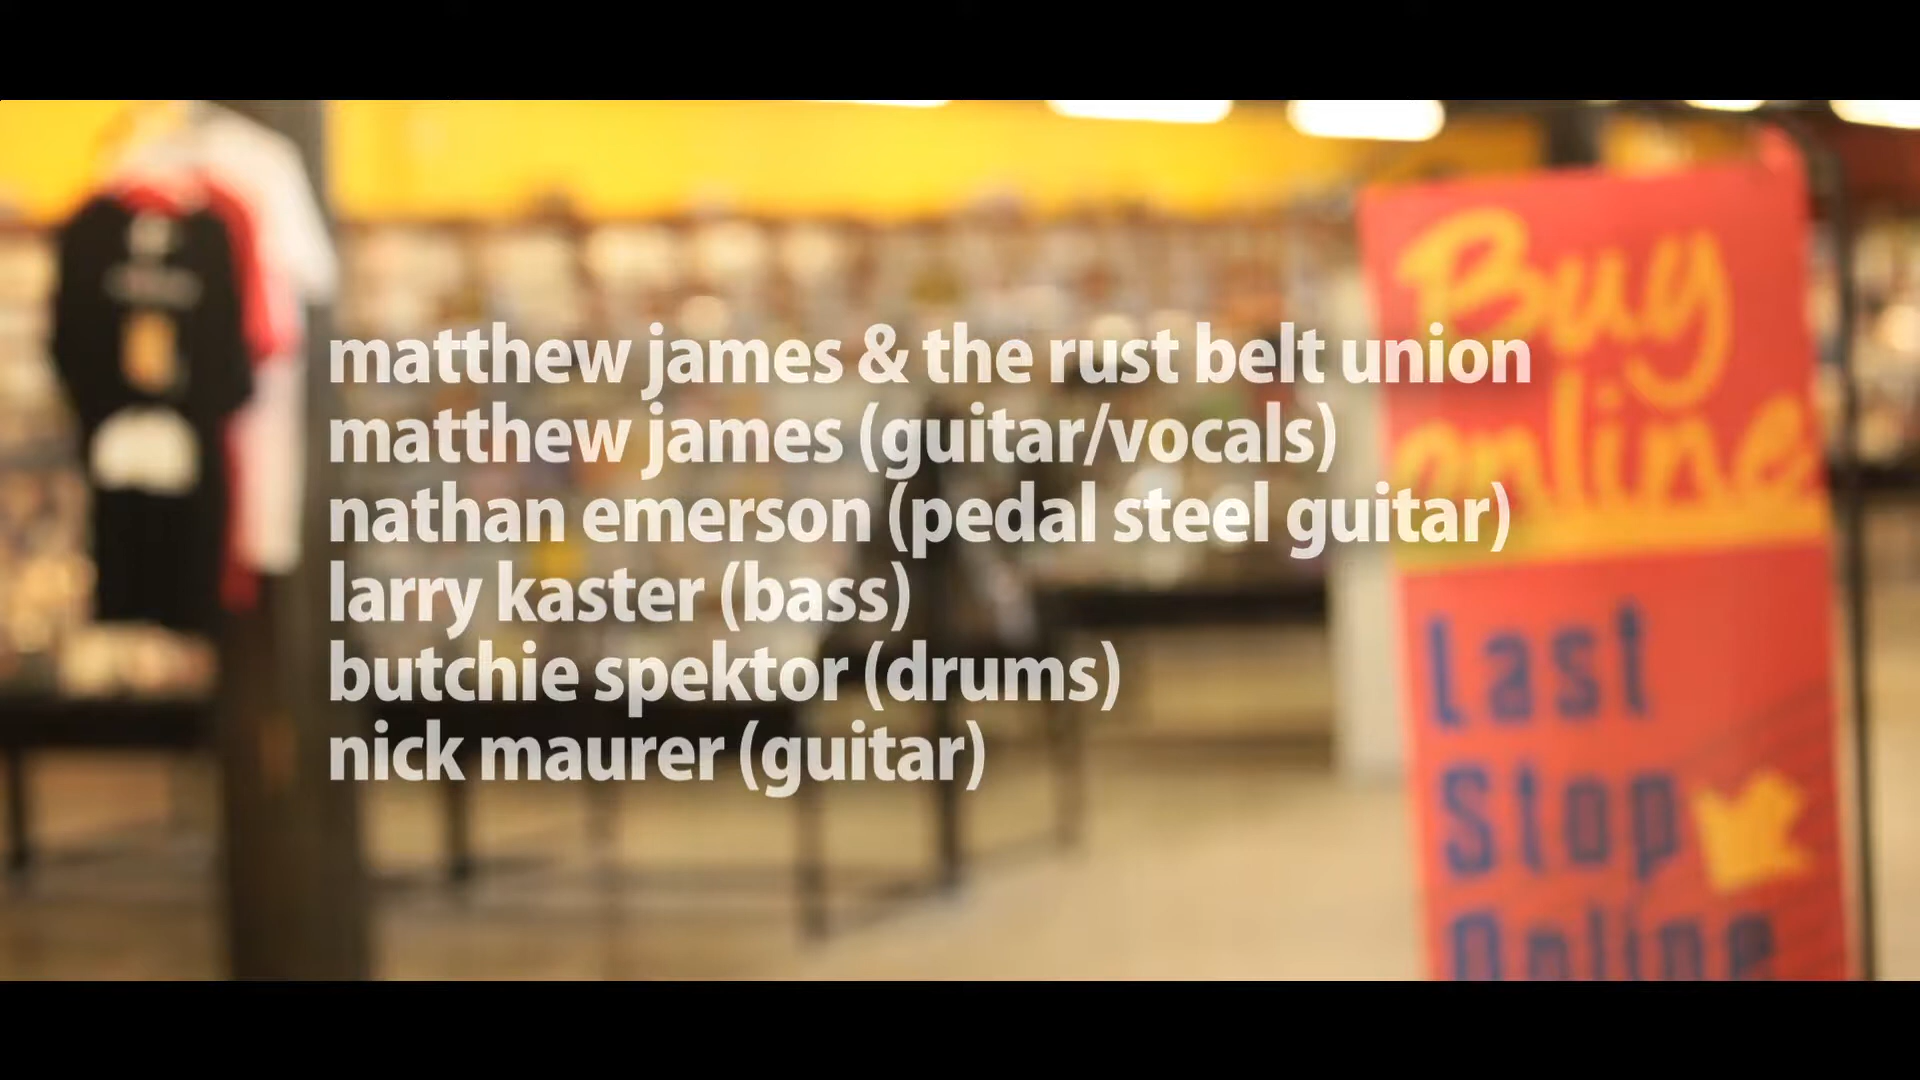 matthew james & the rust belt union
matthew james (guitar/vocals)
nathan emerson (pedal steel guitar)
larry kaster (bass)
butchie spektor (drums)
nick maurer (guitar)
Buy
online
Last
Stop
Online